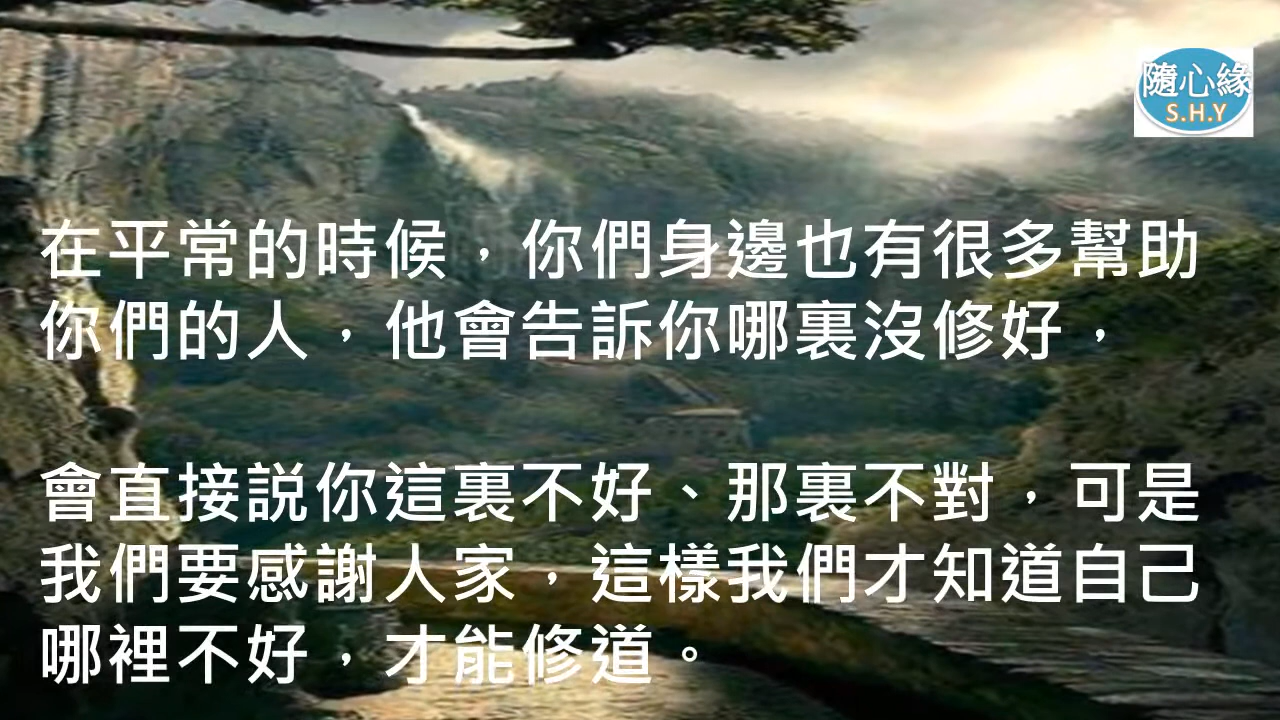 隨心緣
S.H.Y
在平常的時候，你們身邊也有很多幫助
你們的人，他會告訴你哪裏沒修好，
會直接説你這裏不好、那裏不對，可是
我們要感謝人家，這樣我們才知道自己
哪裡不好，才能修道。